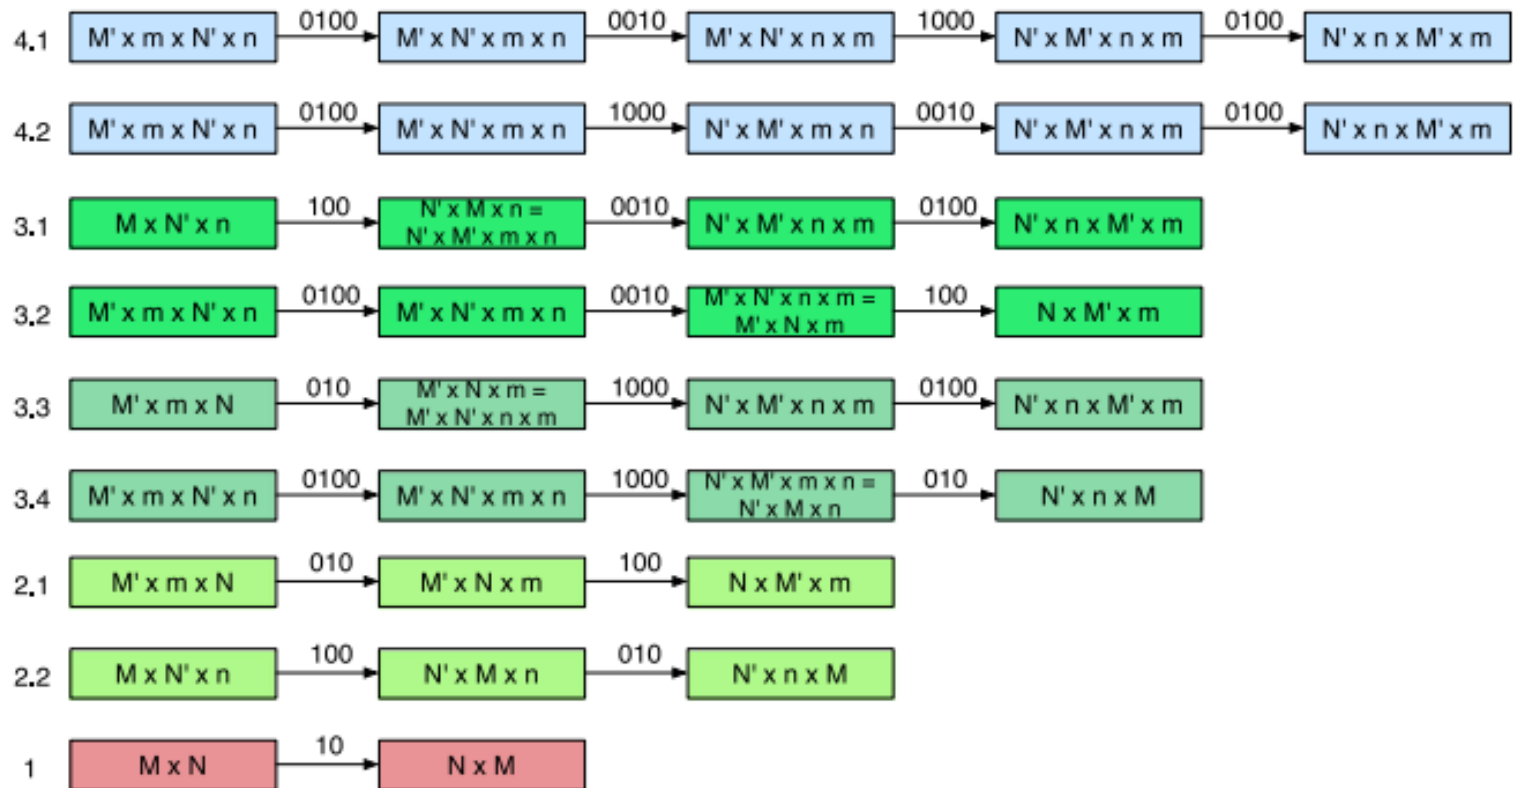 0100 0010 1000 0100
4.1 M' x m x N' x n M' x N' x m x n M' x N' x n x m N' x M' x n x m N' x n x M' x m
0100 1000 0010 0100
4.2 M' x m x N' x n M' x N' x m x n N' x M' x m x n N' x M' x n x m N' x n x M' x m
100 0010 0100
3.1 M x N' x n N' x M x n = N' x M' x n x m N' x n x M' x m
N' x M' x m x n
0100 0010 100
3.2 M' x m x N' x n M' x N' x m x n M' x N' x n x m = N x M' x m
M' x N x m
010 1000 0100
3.3 M' x m x N M' x N x m = N' x M' x n x m N' x n x M' x m
M' x N' x n x m
0100 1000 010
3.4 M' x m x N' x n M' x N' x m x n N' x M' x m x n = N' x n x M
N' x M x n
010 100
2.1 M' x m x N M' x N x m N x M' x m
100 010
2.2 M x N' x n N' x M x n N' x n x M
10
1 M x N N x M